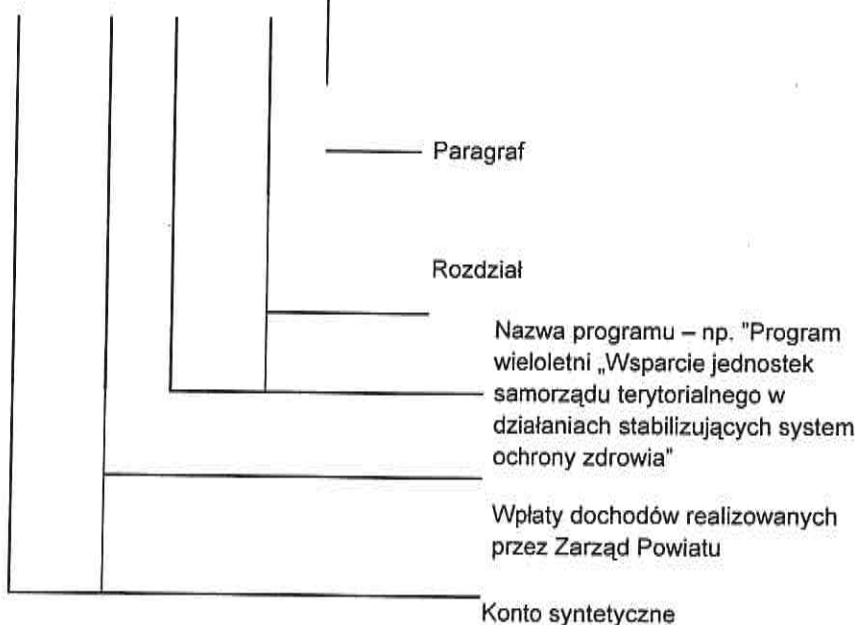 Paragraf
Rozdział
Nazwa programu – np. "Program
wieloletni „Wsparcie jednostek
samorządu terytorialnego w
działaniach stabilizujących system
ochrony zdrowia"
Wpłaty dochodów realizowanych
przez Zarząd Powiatu
Konto syntetyczne